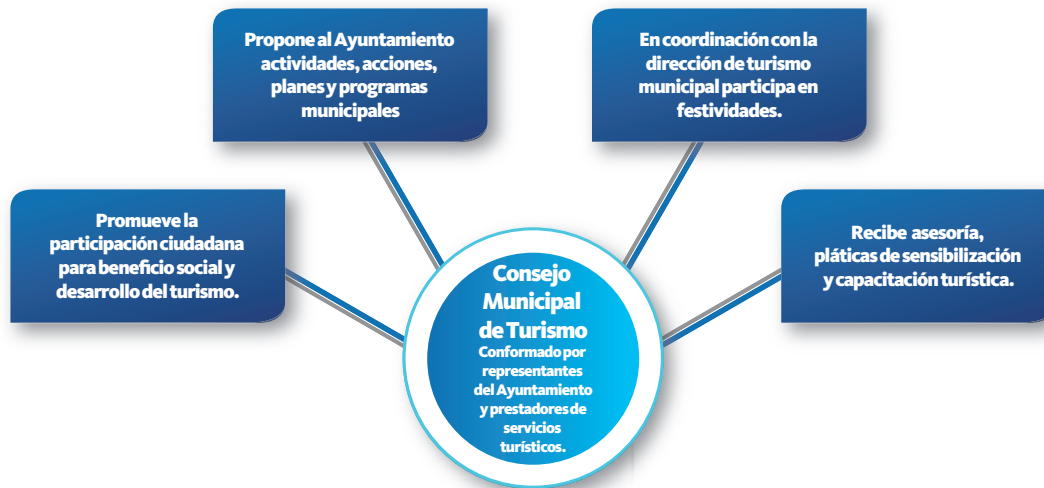 Propone al Ayuntamiento
actividades, acciones,
planes y programas
municipales
En coordinación con la
dirección de turismo
municipal participa en
festividades.
Promueve la
participación ciudadana
para beneficio social y
desarrollo del turismo.
Recibe asesoría,
pláticas de sensibilización
y capacitación turística.
Consejo
Municipal
de Turismo
Conformado por
representantes
del Ayuntamiento
y prestadores de
servicios
turísticos.